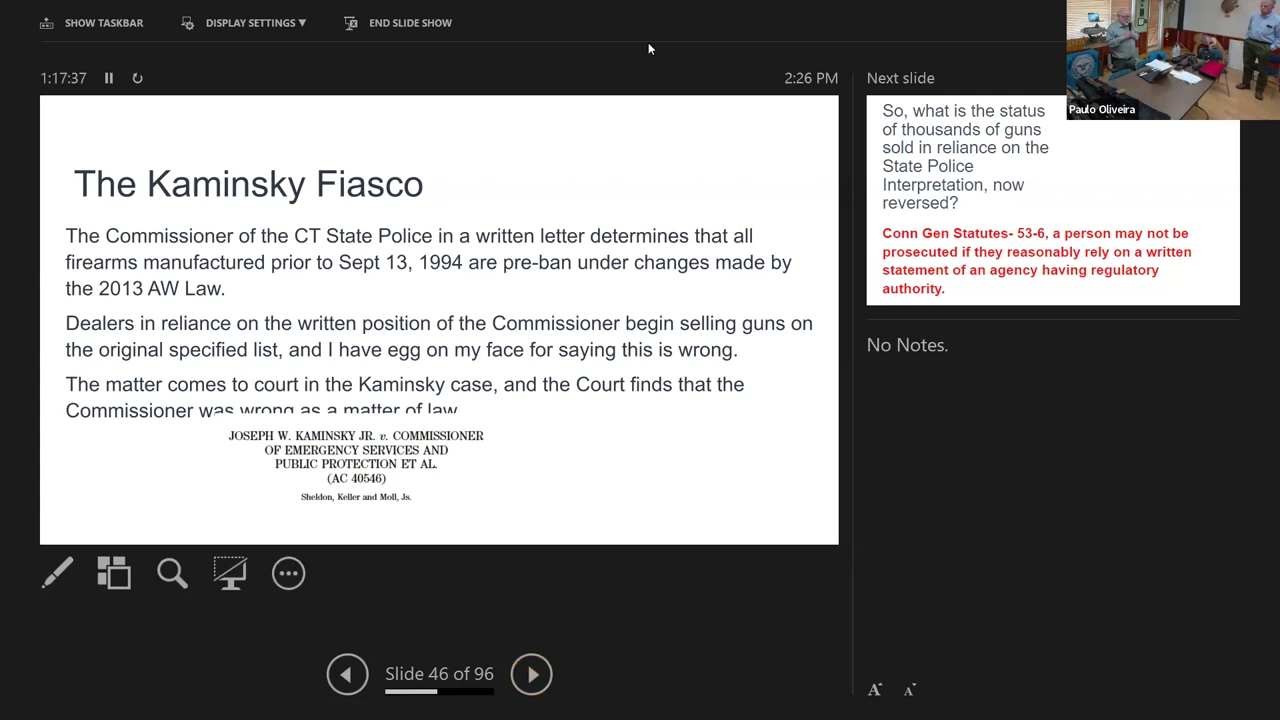 SHOW TASKBAR
DISPLAY SETTINGS ▼
END SLIDE SHOW
1:17:37
2:26 PM
The Kaminsky Fiasco
The Commissioner of the CT State Police in a written letter determines that all
firearms manufactured prior to Sept 13, 1994 are pre-ban under changes made by
the 2013 AW Law.
Dealers in reliance on the written position of the Commissioner begin selling guns on
the original specified list, and I have egg on my face for saying this is wrong.
The matter comes to court in the Kaminsky case, and the Court finds that the
Commissioner was wrong as a matter of law
JOSEPH W. KAMINSKY JR. v. COMMISSIONER
OF EMERGENCY SERVICES AND
PUBLIC PROTECTION ET AL.
(AC 40546)
Sheldon, Keller and Moll, Js.
Slide 46 of 96
Next slide
So, what is the status
of thousands of guns
sold in reliance on the
State Police
Interpretation, now
reversed?
Conn Gen Statutes- 53-6, a person may not be
prosecuted if they reasonably rely on a written
statement of an agency having regulatory
authority.
No Notes.
A A
Paulo Oliveira